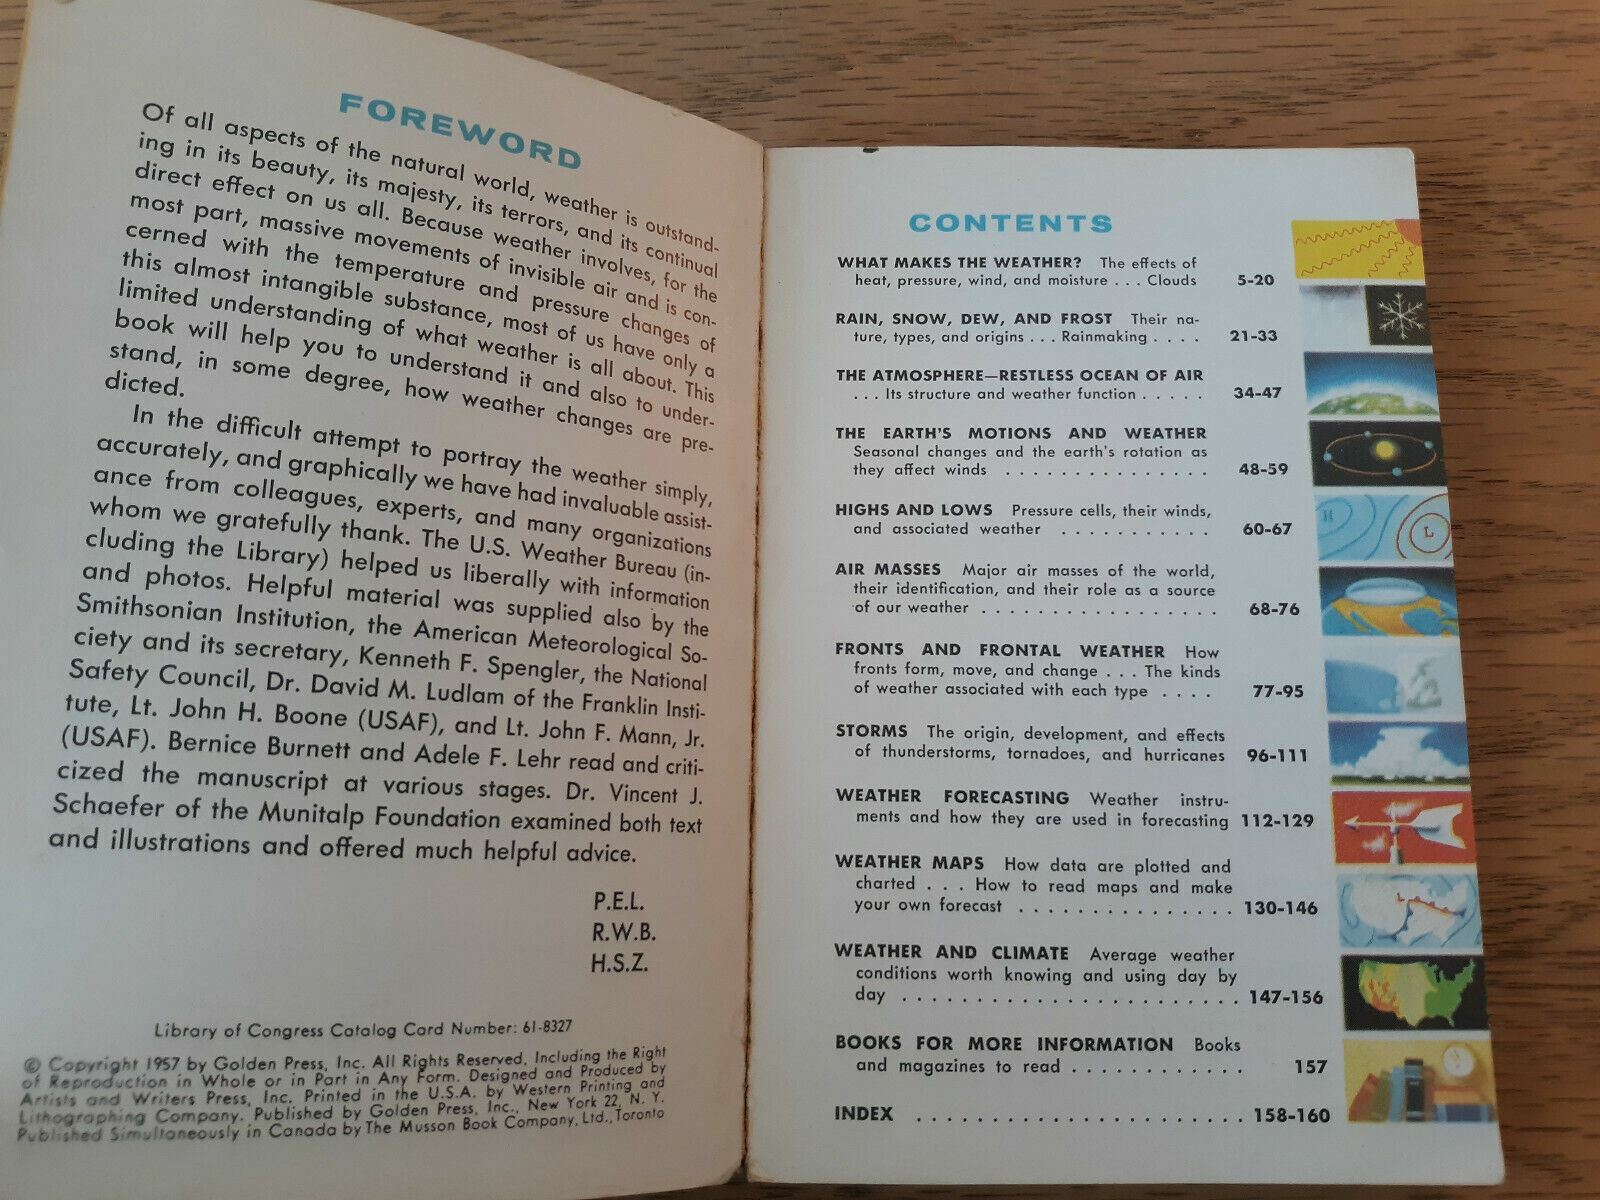 FOREWORD
Of all aspects of the natural world, weather is outstand-
ing in its beauty, its majesty, its terrors, and its continual
direct effect on us all. Because weather involves, for the
most part, massive movements of invisible air and is con-
cerned with the temperature and pressure changes of
this almost intangible substance, most of us have only a
limited understanding of what weather is all about. This
book will help you to understand it and also to under-
stand, in some degree, how weather changes are pre-
dicted.
In the difficult attempt to portray the weather simply,
accurately, and graphically we have had invaluable assist-
ance from colleagues, experts, and many organizations
whom we gratefully thank. The U.S. Weather Bureau (in-
cluding the Library) helped us liberally with information
and photos. Helpful material was supplied also by the
Smithsonian Institution, the American Meteorological So-
ciety and its secretary, Kenneth F. Spengler, the National
Safety Council, Dr. David M. Ludlam of the Franklin Insti-
tute, Lt. John H. Boone (USAF), and Lt. John F. Mann, Jr.
(USAF). Bernice Burnett and Adele F. Lehr read and criti-
cized the manuscript at various stages. Dr. Vincent J.
Schaefer of the Munitalp Foundation examined both text
and illustrations and offered much helpful advice.
P.E.L.
R.W.B.
H.S.Z.
Library of Congress Catalog Card Number: 61-8327
© Copyright 1957 by Golden Press, Inc. All Rights Reserved, Including the Right
of Reproduction in Whole or in Part in Any Form. Designed and Produced by
Artists and Writers Press, Inc. Printed in the U.S.A. by Western Printing and
Lithographing Company. Published by Golden Press, Inc., New York 22, N. Y.
Published Simultaneously in Canada by The Musson Book Company, Ltd., Toronto
CONTENTS
WHAT MAKES THE WEATHER? The effects of
heat, pressure, wind, and moisture . . . Clouds 5-20
RAIN, SNOW, DEW, AND FROST Their na-
ture, types, and origins . . . Rainmaking . . . . 21-33
THE ATMOSPHERE—RESTLESS OCEAN OF AIR
. . . Its structure and weather function . . . . . 34-47
THE EARTH'S MOTIONS AND WEATHER
Seasonal changes and the earth's rotation as
they affect winds . . . . . . . . . . . . . . . . 48-59
HIGHS AND LOWS Pressure cells, their winds,
and associated weather . . . . . . . . . . . 60-67
AIR MASSES Major air masses of the world,
their identification, and their role as a source
of our weather . . . . . . . . . . . . . . . . . 68-76
FRONTS AND FRONTAL WEATHER How
fronts form, move, and change . . . The kinds
of weather associated with each type . . . . 77-95
STORMS The origin, development, and effects
of thunderstorms, tornadoes, and hurricanes 96-111
WEATHER FORECASTING Weather instru-
ments and how they are used in forecasting 112-129
WEATHER MAPS How data are plotted and
charted . . . How to read maps and make
your own forecast . . . . . . . . . . . . . . . 130-146
WEATHER AND CLIMATE Average weather
conditions worth knowing and using day by
day . . . . . . . . . . . . . . . . . . . . . . . . 147-156
BOOKS FOR MORE INFORMATION Books
and magazines to read . . . . . . . . . . . . 157
INDEX . . . . . . . . . . . . . . . . . . . . . . . 158-160
H
L